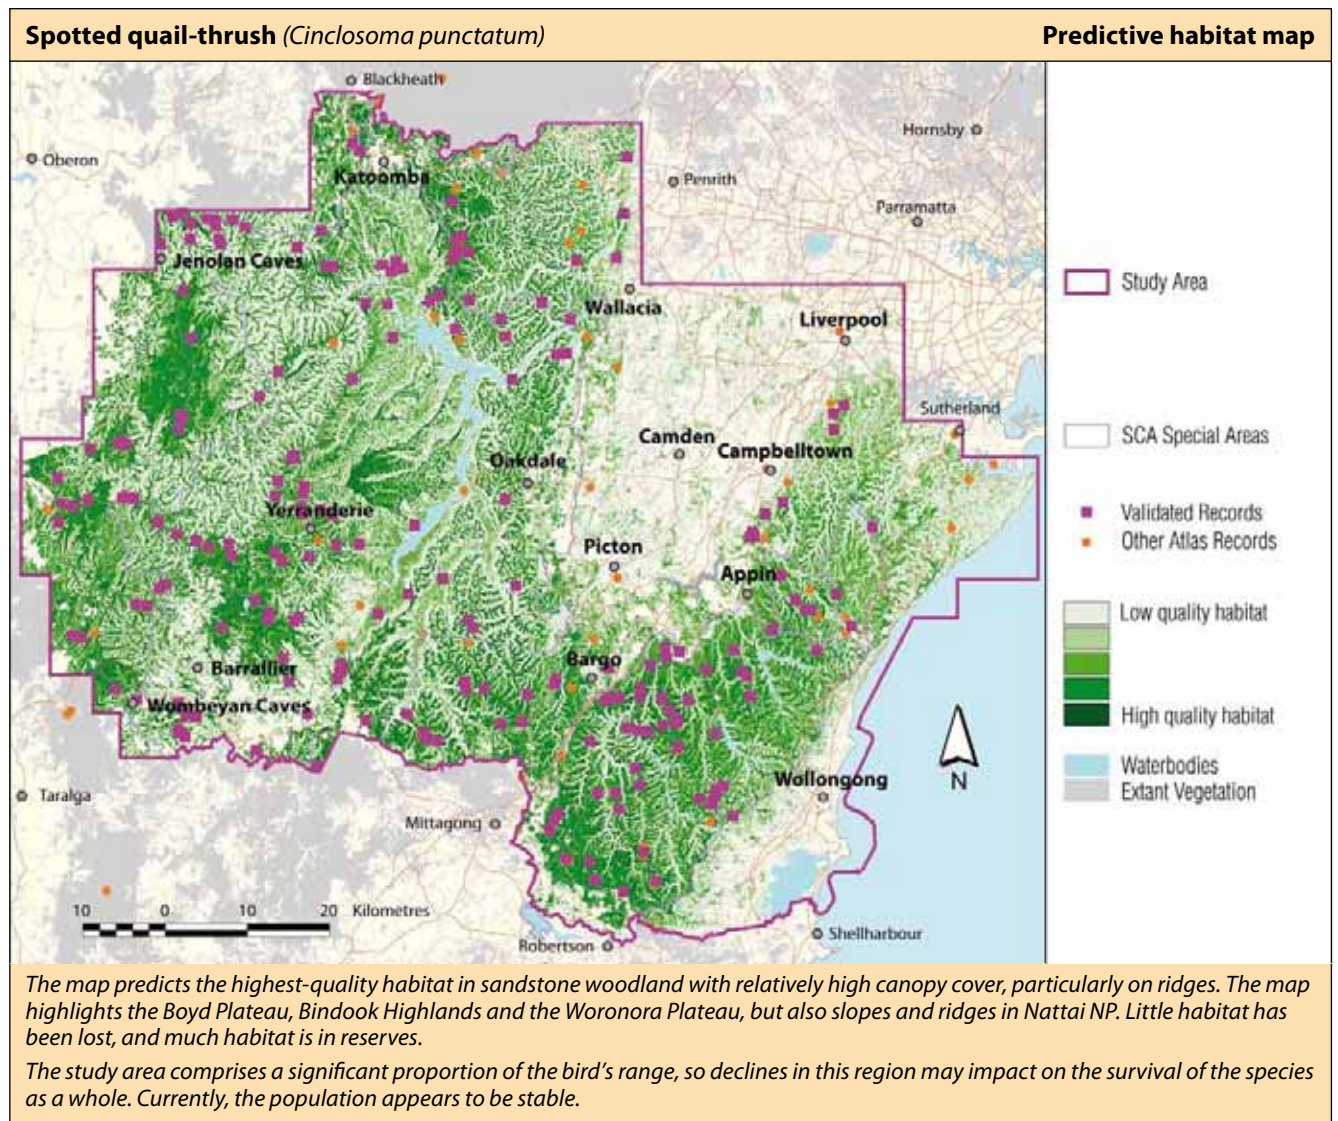 Spotted quail-thrush (Cinclosoma punctatum)
Predictive habitat map
Blackheath
Hornsby
Oberon
Katoomba
Penrith
Parramatta
Jenolan Caves
Wallacia
Liverpool
Sutherland
Camden
Campbelltown
Oakdale
Yerranderie
Picton
Appin
Bargo
Barrallier
Wombeyan Caves
Wollongong
Taralga
Mittagong
N
10 0 10 20 Kilometres
Robertson
Shellharbour
Study Area
SCA Special Areas
Validated Records
Other Atlas Records
Low quality habitat
High quality habitat
Waterbodies
Extant Vegetation
The map predicts the highest-quality habitat in sandstone woodland with relatively high canopy cover, particularly on ridges. The map
highlights the Boyd Plateau, Bindook Highlands and the Woronora Plateau, but also slopes and ridges in Nattai NP. Little habitat has
been lost, and much habitat is in reserves.
The study area comprises a significant proportion of the bird's range, so declines in this region may impact on the survival of the species
as a whole. Currently, the population appears to be stable.